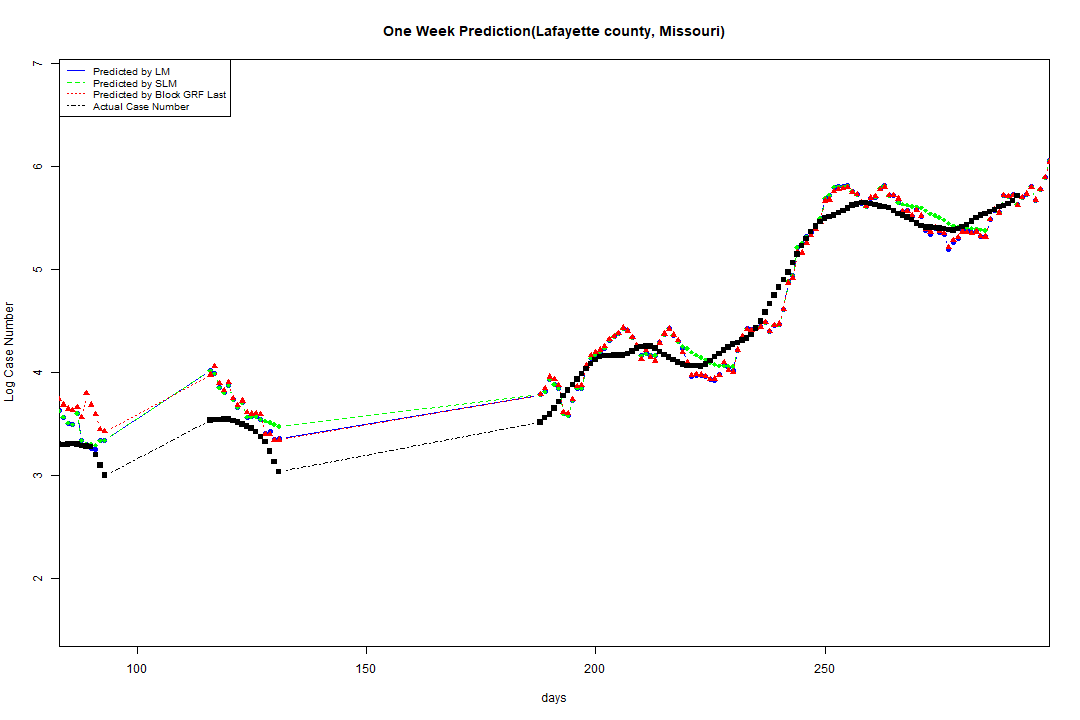 One Week Prediction(Lafayette county, Missouri)
Predicted by LM
Predicted by SLM
Predicted by Block GRF Last
Actual Case Number
7
6
5
4
3
2
Log Case Number
100 150 200 250
days